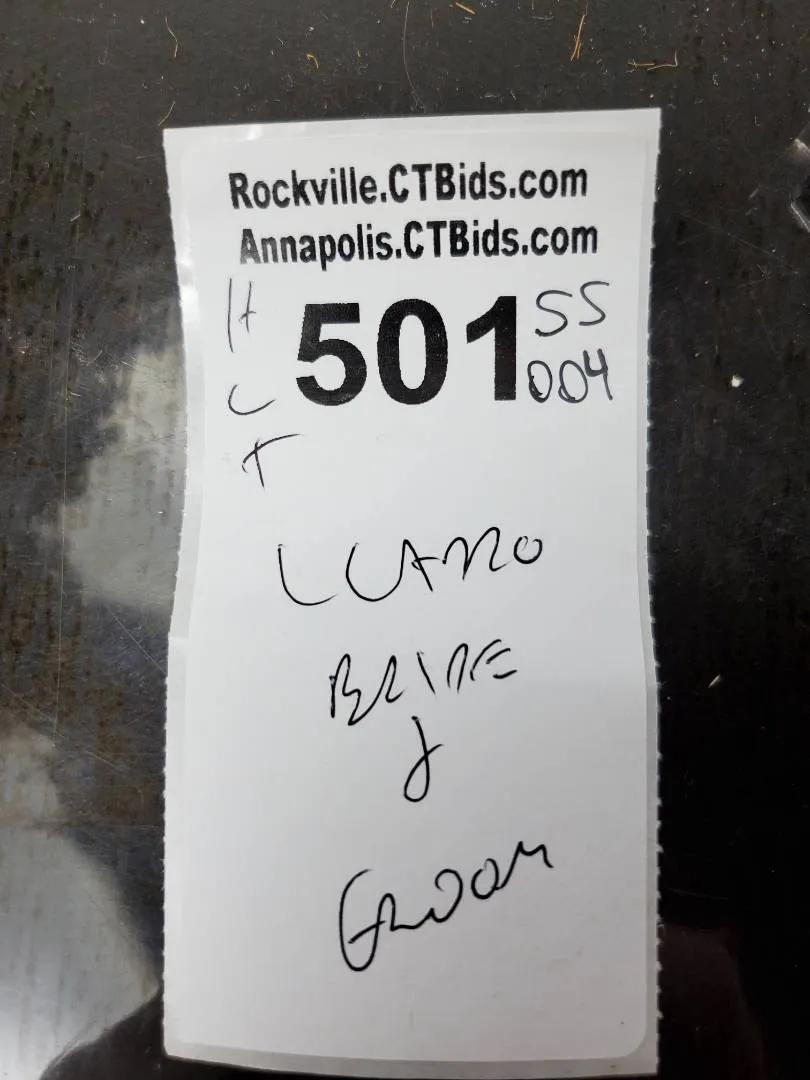 Rockville.CTBids.com
Annapolis.CTBids.com
H
C
T
501
SS
004
BRIDE
&
GROOM